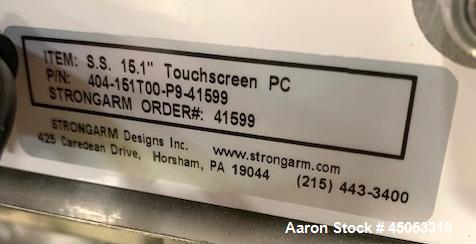 ITEM: S.S. 15.1" Touchscreen PC
P/N: 404-151T00-P9-41599
STRONGARM ORDER#: 41599
STRONGARM Designs Inc. www.strongarm.com
425 Caredean Drive, Horsham, PA 19044 (215) 443-3400
Aaron Stock # 45053318